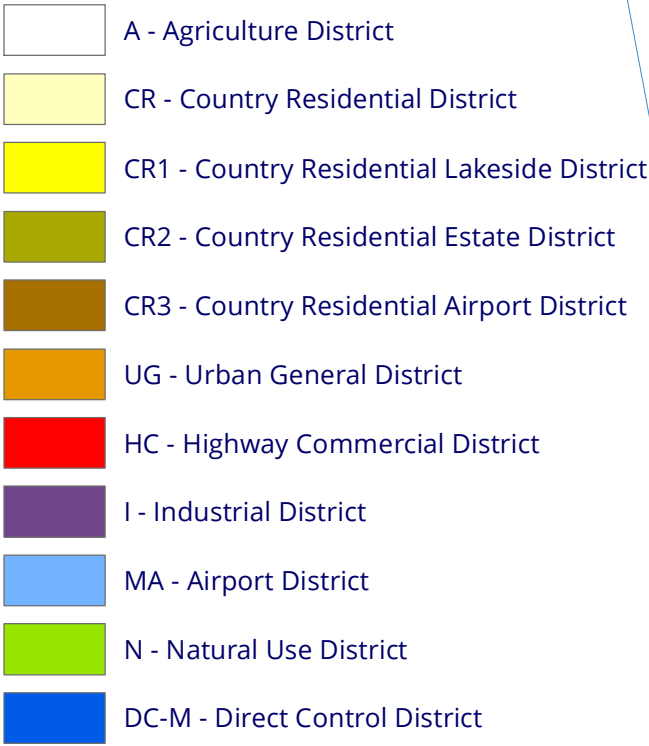 A - Agriculture District
CR - Country Residential District
CR1 - Country Residential Lakeside District
CR2 - Country Residential Estate District
CR3 - Country Residential Airport District
UG - Urban General District
HC - Highway Commercial District
I - Industrial District
MA - Airport District
N - Natural Use District
DC-M - Direct Control District